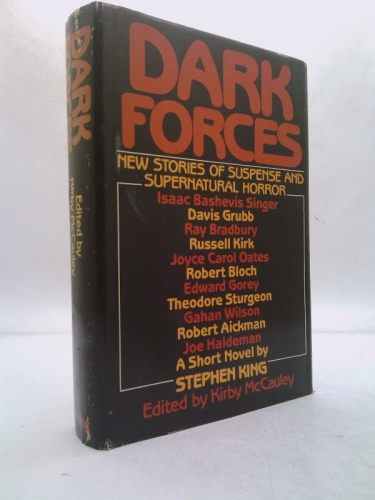 DARK
FORCES
NEW STORIES OF SUSPENSE AND
SUPERNATURAL HORROR
Isaac Bashevis Singer
Davis Grubb
Ray Bradbury
Russell Kirk
Joyce Carol Oates
Robert Bloch
Edward Gorey
Theodore Sturgeon
Gahan Wilson
Robert Aickman
Joe Haldeman
A Short Novel by
STEPHEN KING
Edited by Kirby McCauley
DARK
Edited by
Kirby McCauley